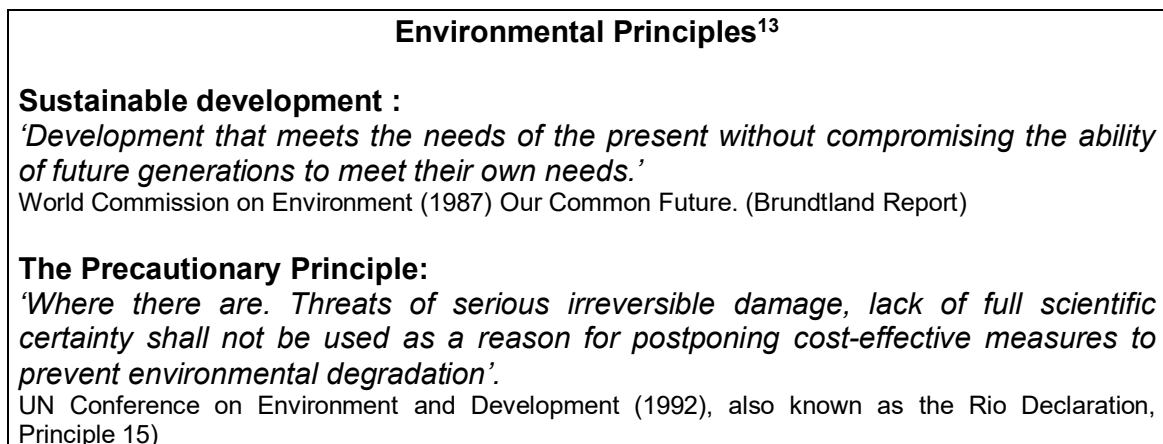 Environmental Principles¹³
Sustainable development :
‘Development that meets the needs of the present without compromising the ability
of future generations to meet their own needs.’
World Commission on Environment (1987) Our Common Future. (Brundtland Report)
The Precautionary Principle:
‘Where there are. Threats of serious irreversible damage, lack of full scientific
certainty shall not be used as a reason for postponing cost-effective measures to
prevent environmental degradation’.
UN Conference on Environment and Development (1992), also known as the Rio Declaration,
Principle 15)